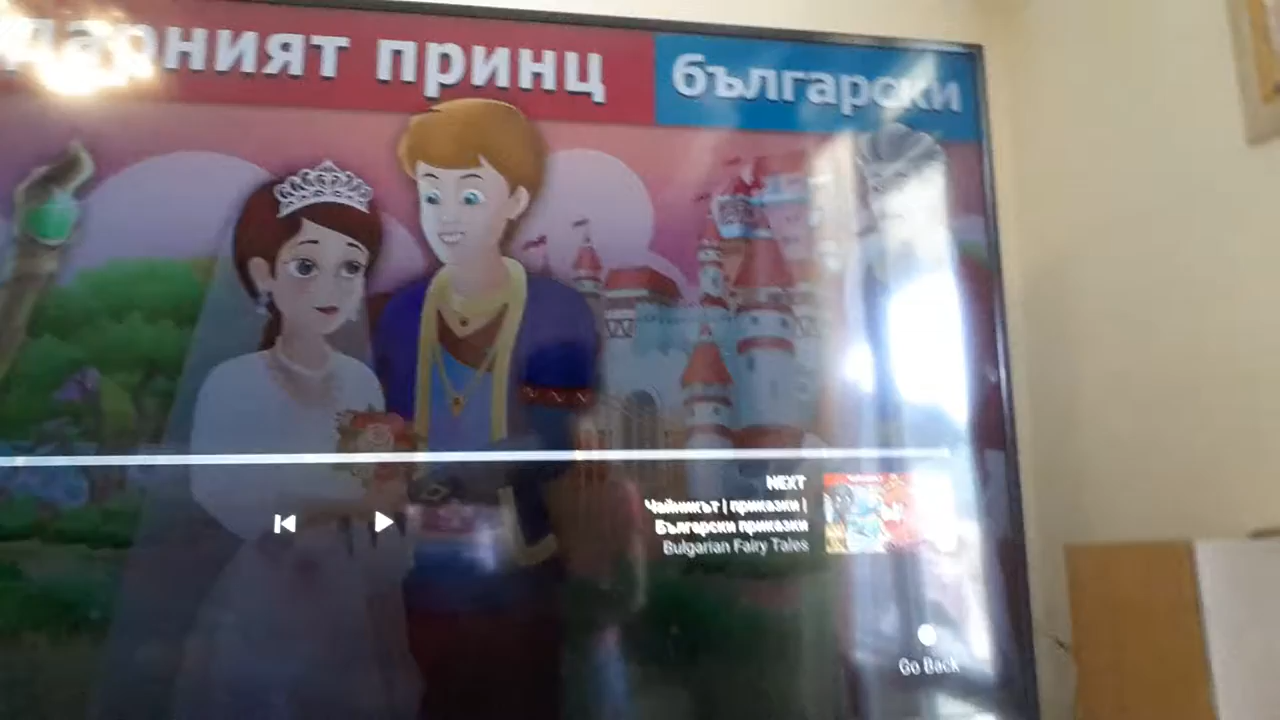 принц
български
NEXT
Чайникът | приказки |
Български приказки
Bulgarian Fairy Tales
Go Back